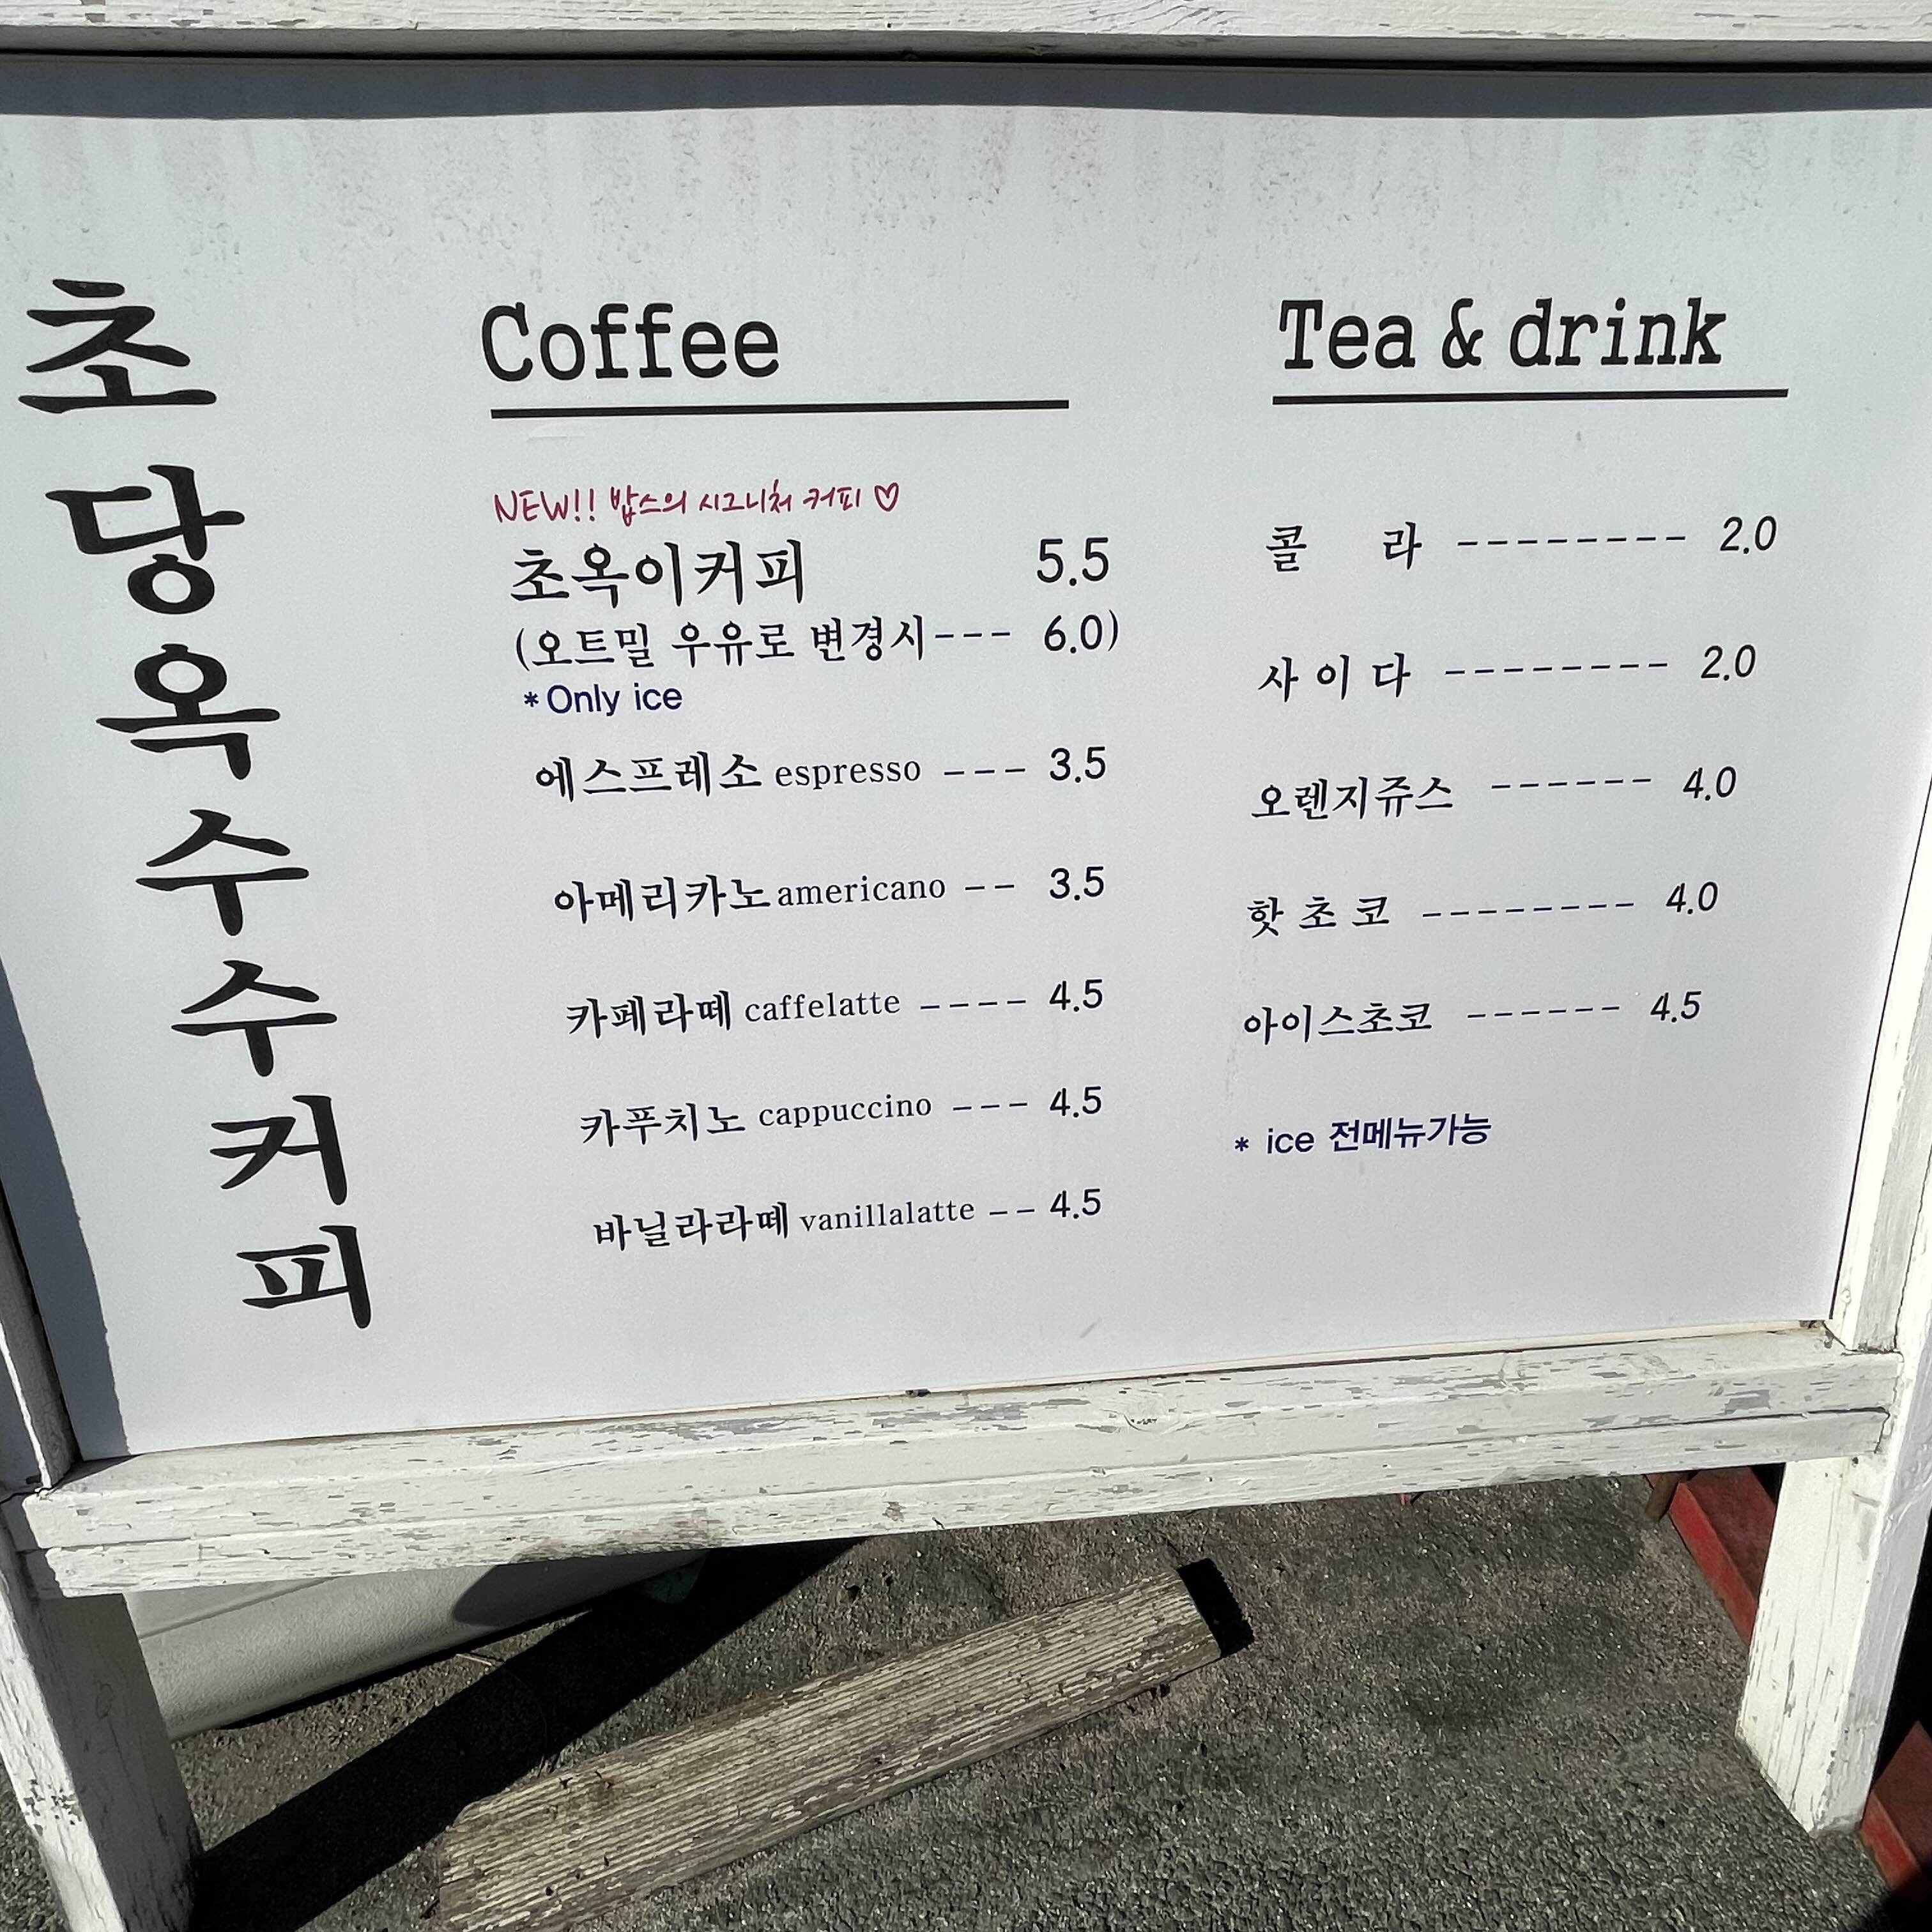 초당옥수수커피
Coffee
NEW!! 밥스의 시그니처 커피 ♡
초옥이커피 5.5
(오트밀 우유로 변경시--- 6.0)
*Only ice
에스프레소 espresso --- 3.5
아메리카노 americano -- 3.5
카페라떼 caffelatte ---- 4.5
카푸치노 cappuccino --- 4.5
바닐라라떼 vanillalatte -- 4.5
Tea & drink
콜 라 -------- 2.0
사 이 다 -------- 2.0
오렌지쥬스 ------ 4.0
핫 초 코 -------- 4.0
아이스초코 ------ 4.5
* ice 전메뉴가능